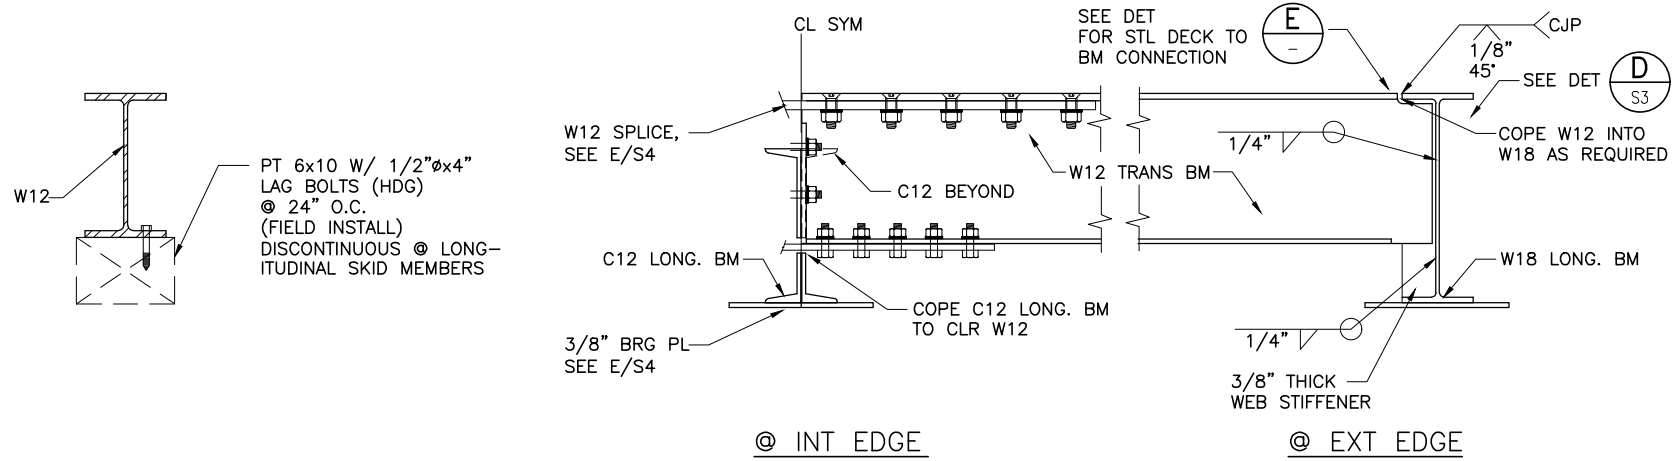 W12
PT 6x10 W/ 1/2"øx4"
LAG BOLTS (HDG)
@ 24" O.C.
(FIELD INSTALL)
DISCONTINUOUS @ LONG-
ITUDINAL SKID MEMBERS
CL SYM
SEE DET
FOR STL DECK TO
BM CONNECTION
E
-
CJP
1/8"
45°
SEE DET
D
S3
W12 SPLICE,
SEE E/S4
1/4"
COPE W12 INTO
W18 AS REQUIRED
W12 TRANS BM
C12 BEYOND
C12 LONG. BM
W18 LONG. BM
COPE C12 LONG. BM
TO CLR W12
3/8" BRG PL
SEE E/S4
1/4"
3/8" THICK
WEB STIFFENER
@ INT EDGE
@ EXT EDGE